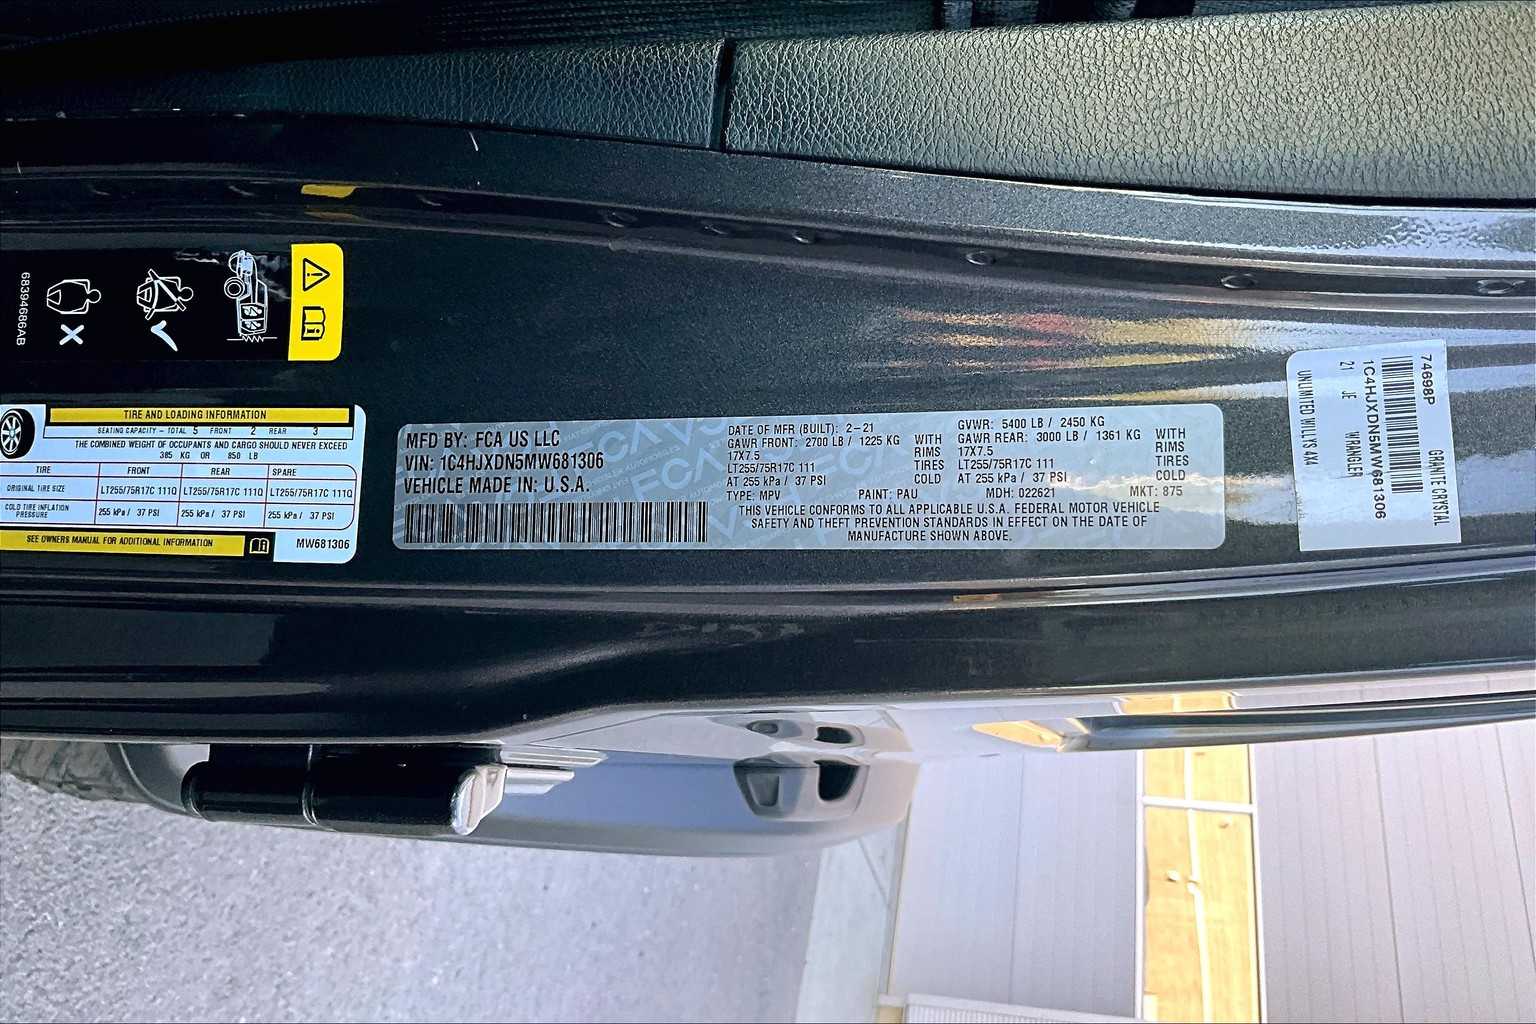 68394686AB
TIRE AND LOADING INFORMATION
SEATING CAPACITY - TOTAL 5 FRONT 2 REAR 3
THE COMBINED WEIGHT OF OCCUPANTS AND CARGO SHOULD NEVER EXCEED
385 KG OR 850 LB
TIRE FRONT REAR SPARE
ORIGINAL TIRE SIZE LT255/75R17C 111Q LT255/75R17C 111Q LT255/75R17C 111Q
COLD TIRE INFLATION PRESSURE 255 kPa / 37 PSI 255 kPa / 37 PSI 255 kPa / 37 PSI
SEE OWNERS MANUAL FOR ADDITIONAL INFORMATION
MW681306
MFD BY: FCA US LLC
VIN: 1C4HJXDN5MW681306
VEHICLE MADE IN: U.S.A.
DATE OF MFR (BUILT): 2-21 GVWR: 5400 LB / 2450 KG
GAWR FRONT: 2700 LB / 1225 KG WITH GAWR REAR: 3000 LB / 1361 KG WITH
17X7.5 RIMS 17X7.5 RIMS
LT255/75R17C 111 TIRES LT255/75R17C 111 TIRES
AT 255 kPa / 37 PSI COLD AT 255 kPa / 37 PSI COLD
TYPE: MPV PAINT: PAU MDH: 022621 MKT: 875
THIS VEHICLE CONFORMS TO ALL APPLICABLE U.S.A. FEDERAL MOTOR VEHICLE
SAFETY AND THEFT PREVENTION STANDARDS IN EFFECT ON THE DATE OF
MANUFACTURE SHOWN ABOVE.
74698P GRANITE CRYSTAL
1C4HJXDN5MW681306
21 JE WRANGLER
UNLIMITED WILLYS 4X4